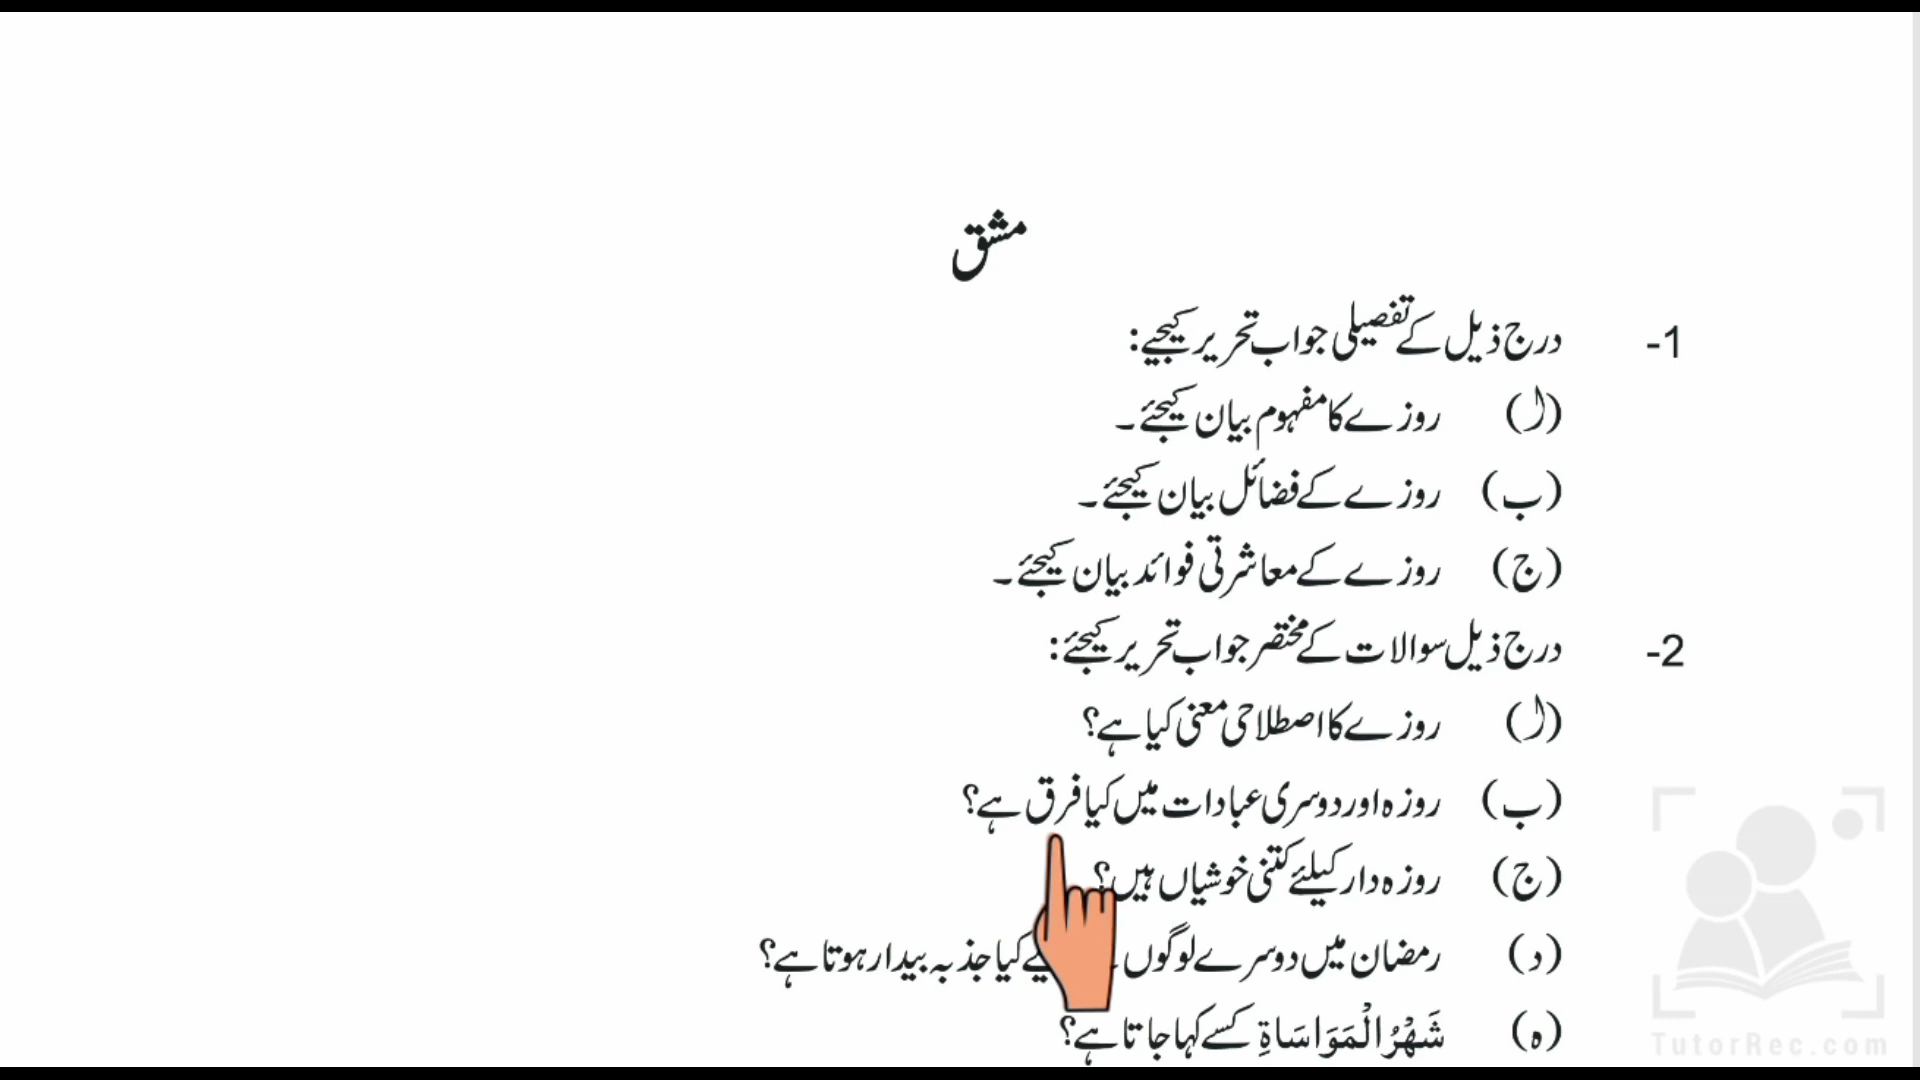 مشق
1- درج ذیل کے تفصیلی جواب تحریر کیجیے:
(ا) روزے کا مفہوم بیان کیجئے۔
(ب) روزے کے فضائل بیان کیجئے۔
(ج) روزے کے معاشرتی فوائد بیان کیجئے۔
2- درج ذیل سوالات کے مختصر جواب تحریر کیجئے:
(ا) روزے کا اصطلاحی معنی کیا ہے؟
(ب) روزہ اور دوسری عبادات میں کیا فرق ہے؟
(ج) روزہ دار کیلئے کتنی خوشیاں ہیں؟
(د) رمضان میں دوسرے لوگوں کیا جذبہ بیدار ہوتا ہے؟
(ہ) شَهْرُ الْمَوَاسَاةِ کسے کہا جاتا ہے؟
TutorRec.com